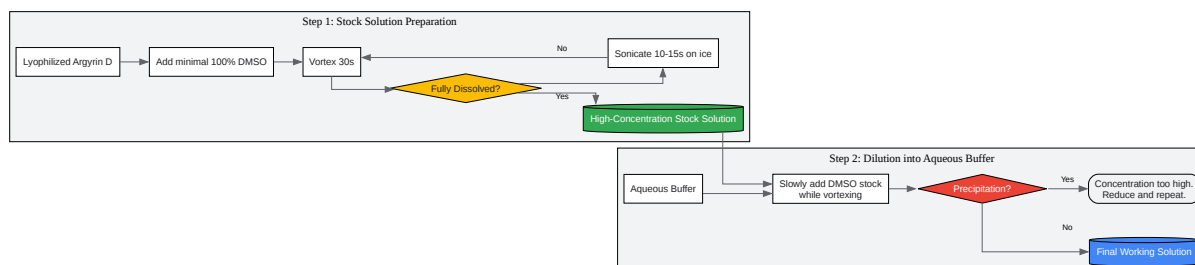 Step 1: Stock Solution Preparation
No
Lyophilized Argyrin D
Add minimal 100% DMSO
Vortex 30s
Sonicate 10-15s on ice
Fully Dissolved?
Yes
High-Concentration Stock Solution
Step 2: Dilution into Aqueous Buffer
Aqueous Buffer
Slowly add DMSO stock
while vortexing
Precipitation?
Yes
Concentration too high.
Reduce and repeat.
No
Final Working Solution